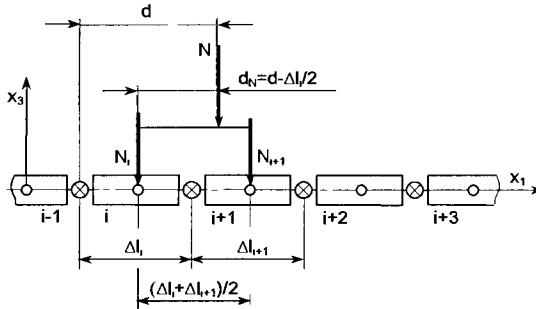 d
N
d_N=d-Δl_i/2
x_3
N_i
N_i+1
x_1
i-1
i
i+1
i+2
i+3
Δl_i
Δl_i+1
(Δl_i+Δl_i+1)/2